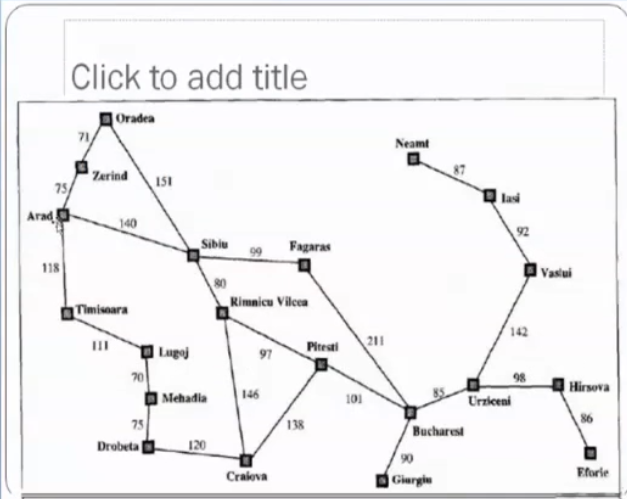 Click to add title
Oradea
Neamt
71
87
Zerind
151
Iasi
75
Arad
140
92
Sibiu
99
Fagaras
118
80
Vaslui
Timisoara
Rimnicu Vilcea
142
111
Lugoj
97
Pitesti
211
70
98
Hirsova
Mehadia
146
101
85
Urziceni
75
138
86
Bucharest
Drobeta
120
90
Craiova
Giurgiu
Eforie